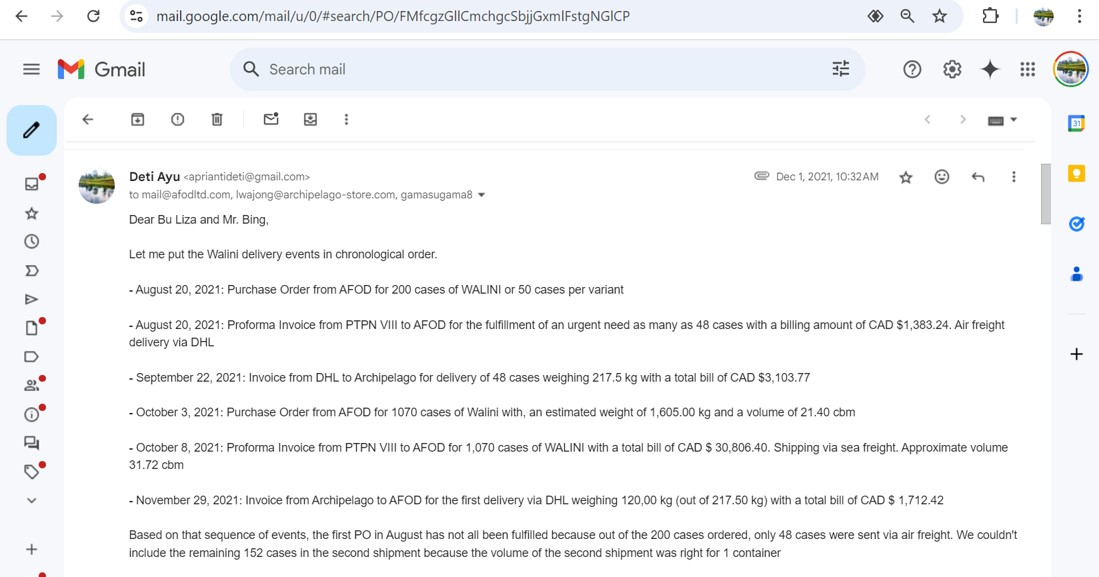 mail.google.com/mail/u/0/#search/PO/FMfcgzGllCmchgcSbjjGxmlFstgNGlCP
Gmail
Search mail
Deti Ayu <apriantideti@gmail.com>
Dec 1, 2021, 10:32 AM
to mail@afodltd.com, lwajong@archipelago-store.com, gamasugama8
31
Dear Bu Liza and Mr. Bing,
Let me put the Walini delivery events in chronological order.
- August 20, 2021: Purchase Order from AFOD for 200 cases of WALINI or 50 cases per variant
- August 20, 2021: Proforma Invoice from PTPN VIII to AFOD for the fulfillment of an urgent need as many as 48 cases with a billing amount of CAD $1,383.24. Air freight
delivery via DHL
- September 22, 2021: Invoice from DHL to Archipelago for delivery of 48 cases weighing 217.5 kg with a total bill of CAD $3,103.77
- October 3, 2021: Purchase Order from AFOD for 1070 cases of Walini with, an estimated weight of 1,605.00 kg and a volume of 21.40 cbm
- October 8, 2021: Proforma Invoice from PTPN VIII to AFOD for 1,070 cases of WALINI with a total bill of CAD $ 30,806.40. Shipping via sea freight. Approximate volume
31.72 cbm
- November 29, 2021: Invoice from Archipelago to AFOD for the first delivery via DHL weighing 120,00 kg (out of 217.50 kg) with a total bill of CAD $ 1,712.42
Based on that sequence of events, the first PO in August has not all been fulfilled because out of the 200 cases ordered, only 48 cases were sent via air freight. We couldn't
include the remaining 152 cases in the second shipment because the volume of the second shipment was right for 1 container